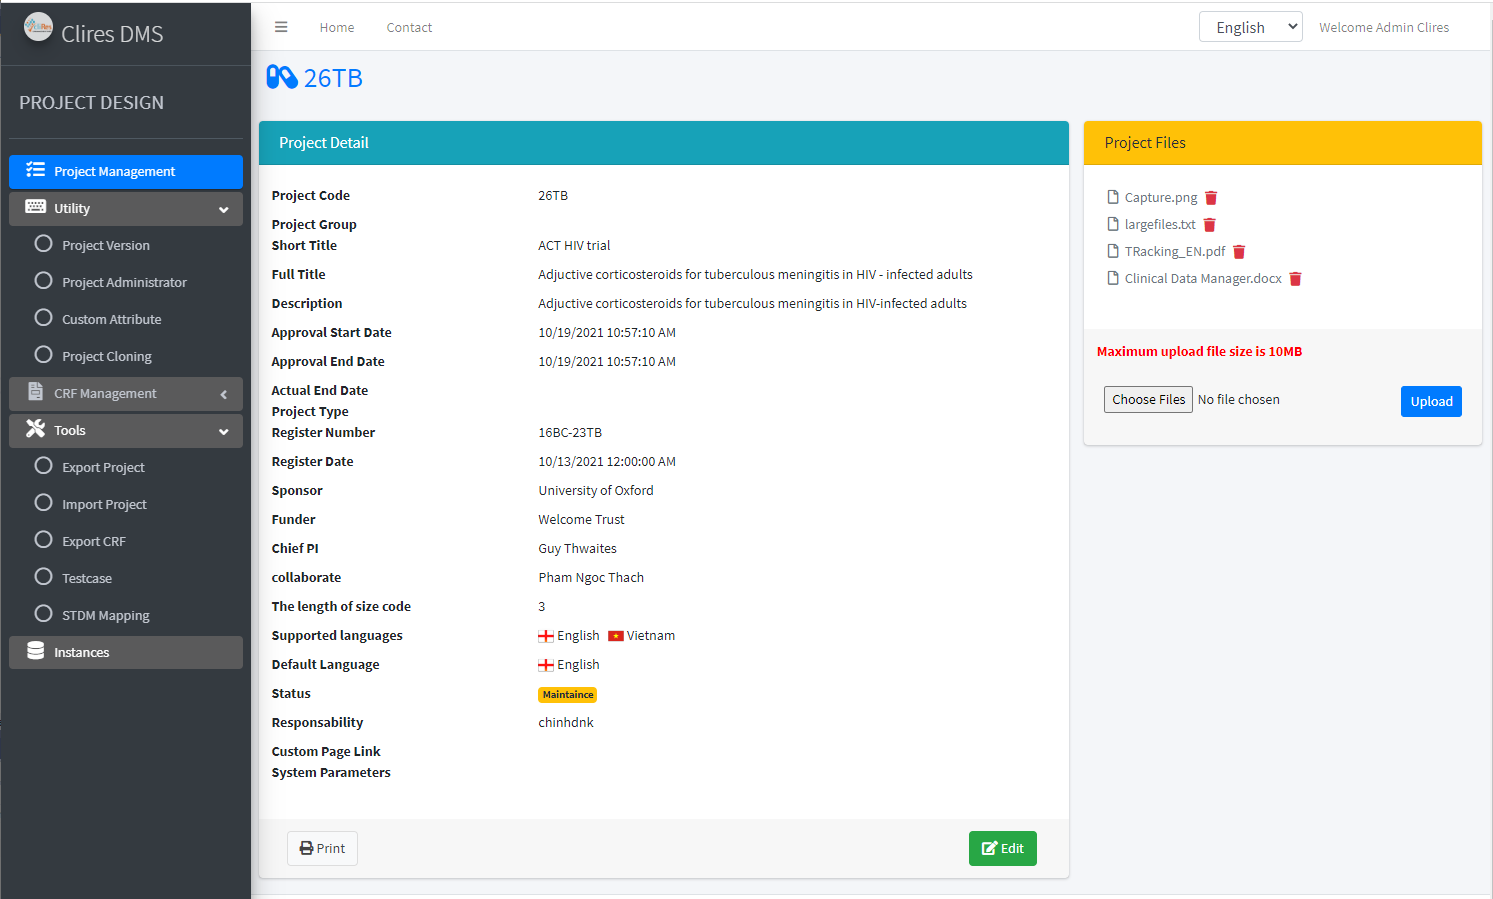 Clires DMS
Home
Contact
English
Welcome Admin Clires
PROJECT DESIGN
Project Management
Utility
Project Version
Project Administrator
Custom Attribute
Project Cloning
CRF Management
Tools
Export Project
Import Project
Export CRF
Testcase
STDM Mapping
Instances
26TB
Project Detail
Project Code 26TB
Project Group
Short Title ACT HIV trial
Full Title Adjuctive corticosteroids for tuberculous meningitis in HIV - infected adults
Description Adjuctive corticosteroids for tuberculous meningitis in HIV-infected adults
Approval Start Date 10/19/2021 10:57:10 AM
Approval End Date 10/19/2021 10:57:10 AM
Actual End Date
Project Type
Register Number 16BC-23TB
Register Date 10/13/2021 12:00:00 AM
Sponsor University of Oxford
Funder Welcome Trust
Chief PI Guy Thwaites
collaborate Pham Ngoc Thach
The length of size code 3
Supported languages English Vietnam
Default Language English
Status Maintaince
Responsability chinhdnk
Custom Page Link
System Parameters
Print
Edit
Project Files
Capture.png
largefiles.txt
TRacking_EN.pdf
Clinical Data Manager.docx
Maximum upload file size is 10MB
Choose Files No file chosen
Upload